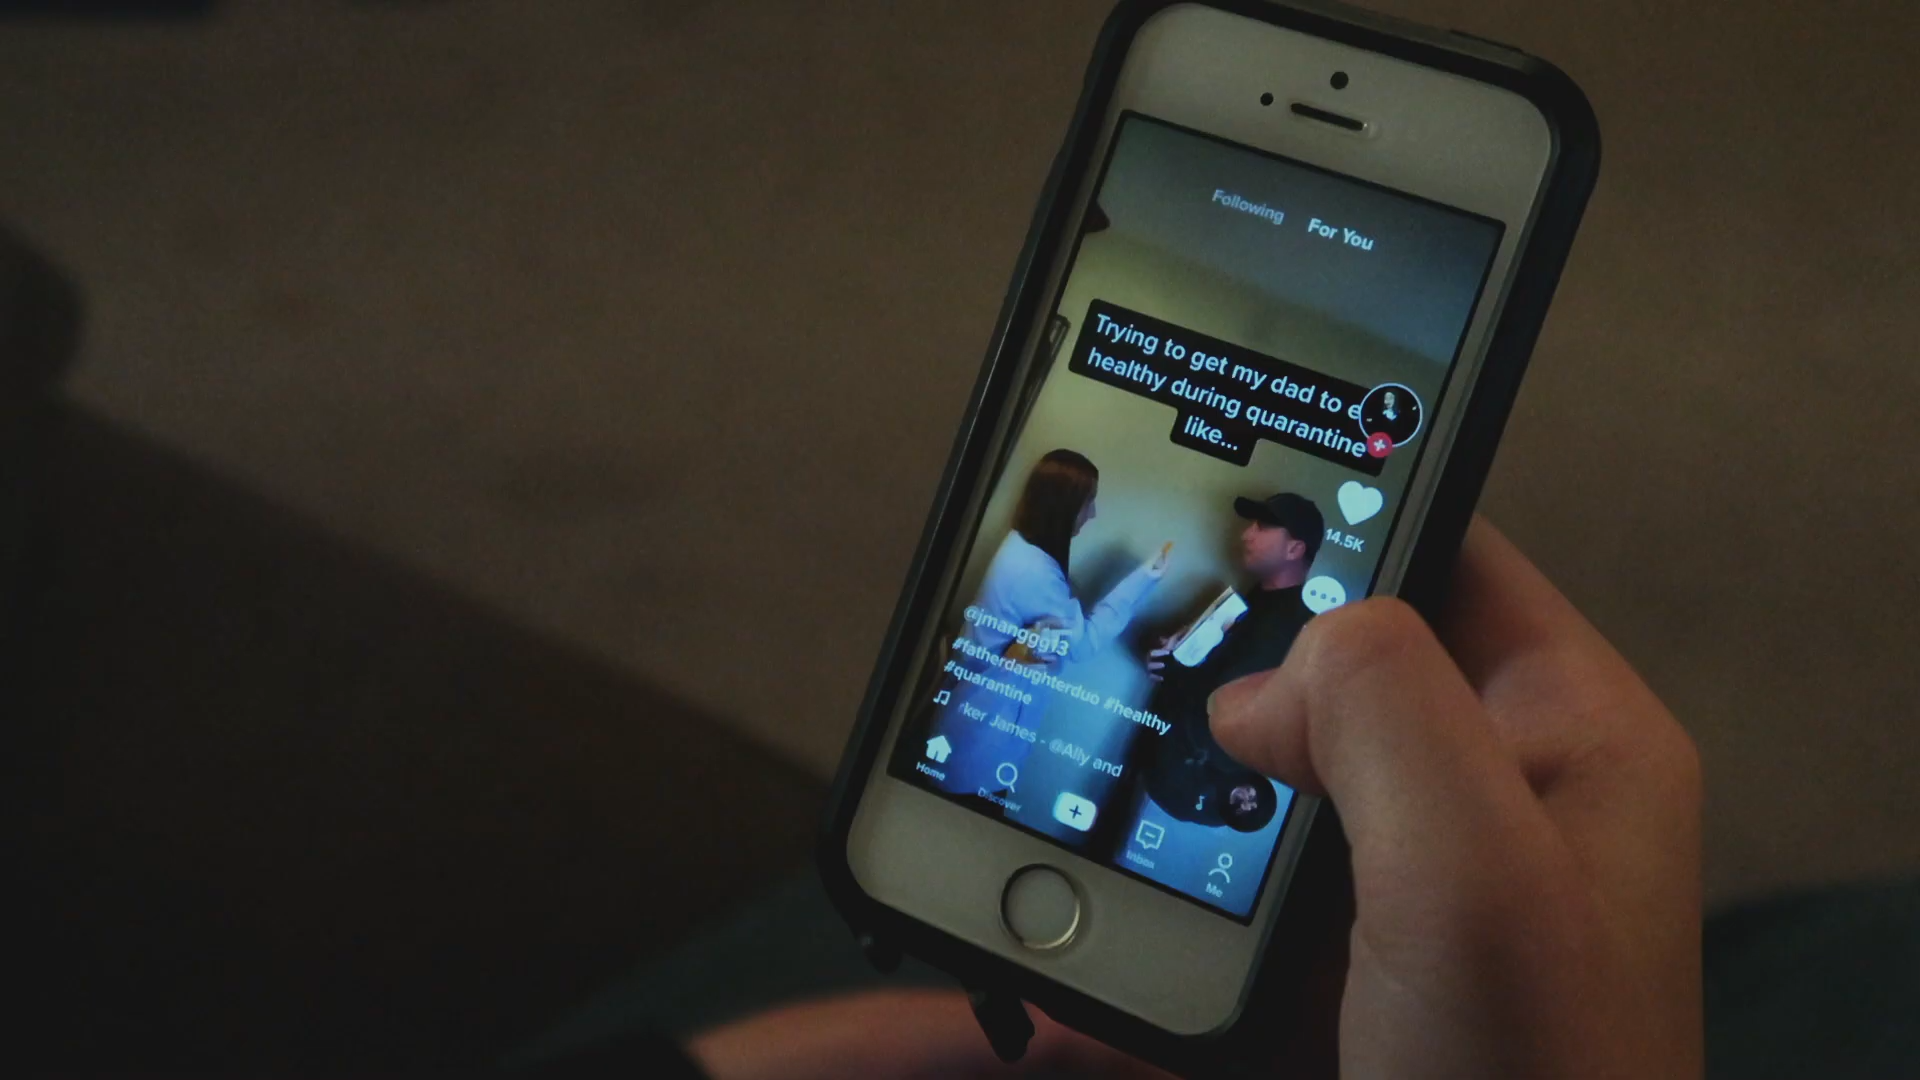 Following For You
Trying to get my dad to e
healthy during quarantine
like...
14.5K
@jmanggg13
#fatherdaughterduo #healthy
#quarantine
rker James - @Ally and
Home
Discover
Inbox
Me